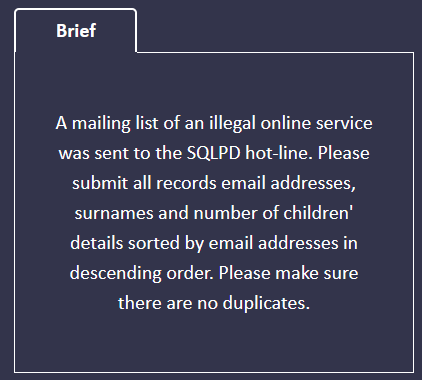 Brief
A mailing list of an illegal online service
was sent to the SQLPD hot-line. Please
submit all records email addresses,
surnames and number of children'
details sorted by email addresses in
descending order. Please make sure
there are no duplicates.